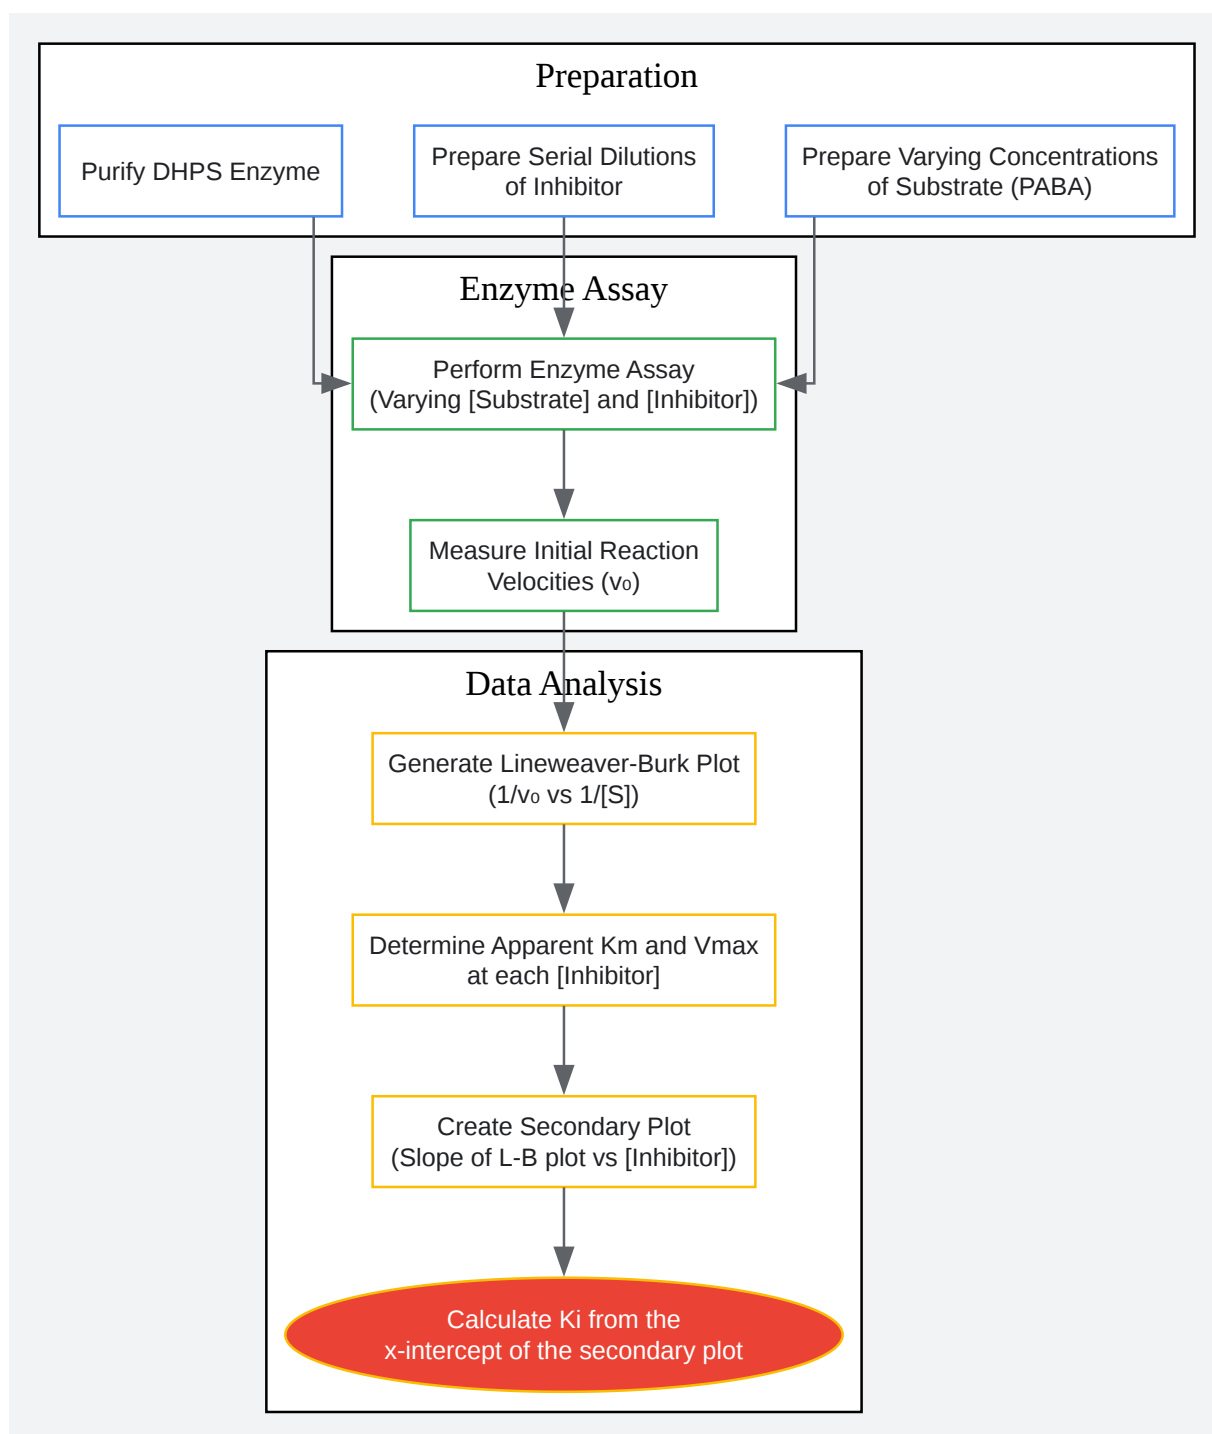 Preparation
Purify DHPS Enzyme
Prepare Serial Dilutions
of Inhibitor
Prepare Varying Concentrations
of Substrate (PABA)
Enzyme Assay
Perform Enzyme Assay
(Varying [Substrate] and [Inhibitor])
Measure Initial Reaction
Velocities (v₀)
Data Analysis
Generate Lineweaver-Burk Plot
(1/v₀ vs 1/[S])
Determine Apparent Km and Vmax
at each [Inhibitor]
Create Secondary Plot
(Slope of L-B plot vs [Inhibitor])
Calculate Ki from the
x-intercept of the secondary plot